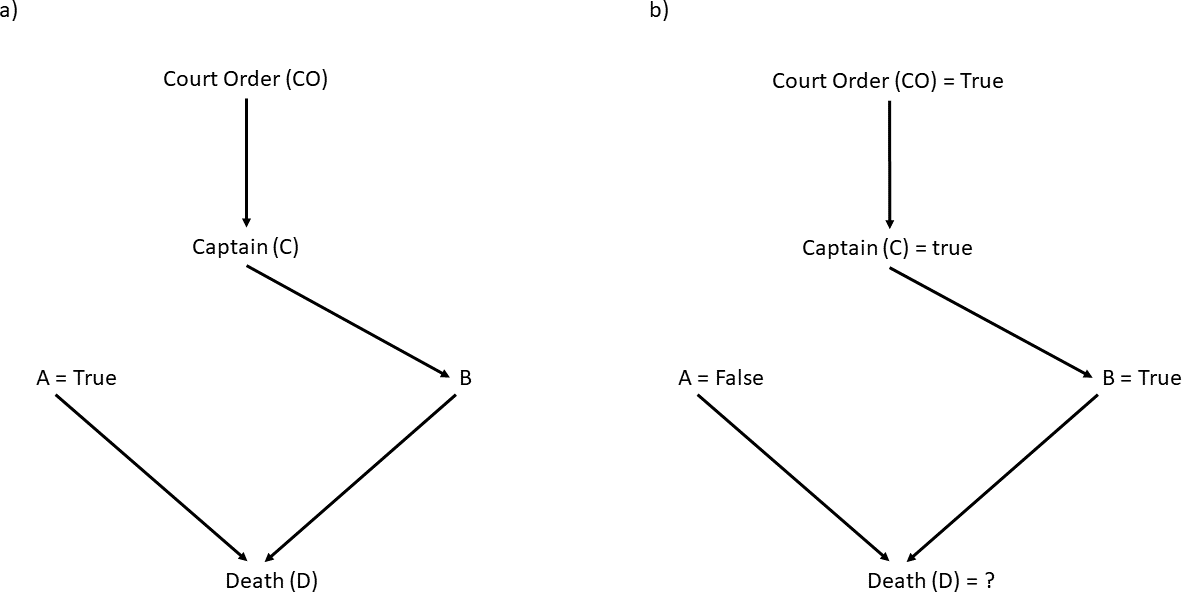 a)
Court Order (CO)
Captain (C)
A = True
B
Death (D)
b)
Court Order (CO) = True
Captain (C) = true
A = False
B = True
Death (D) = ?